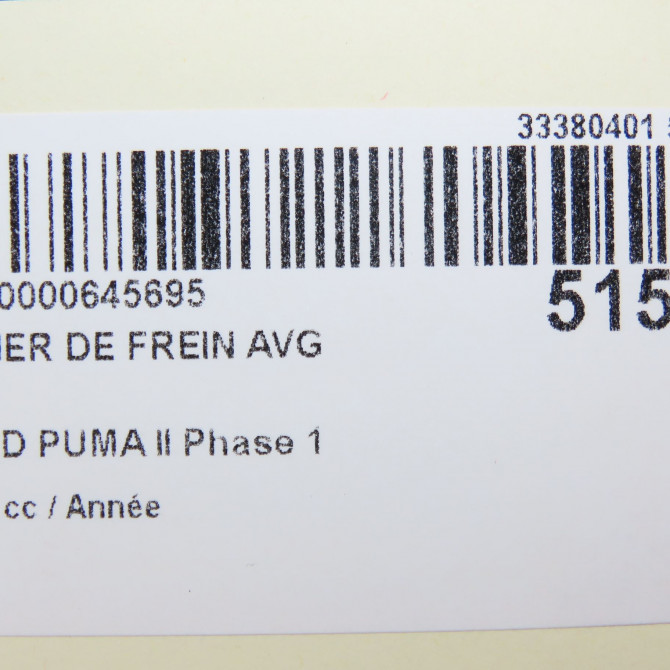 33380401
0000645695
515
IER DE FREIN AVG
D PUMA II Phase 1
cc / Année